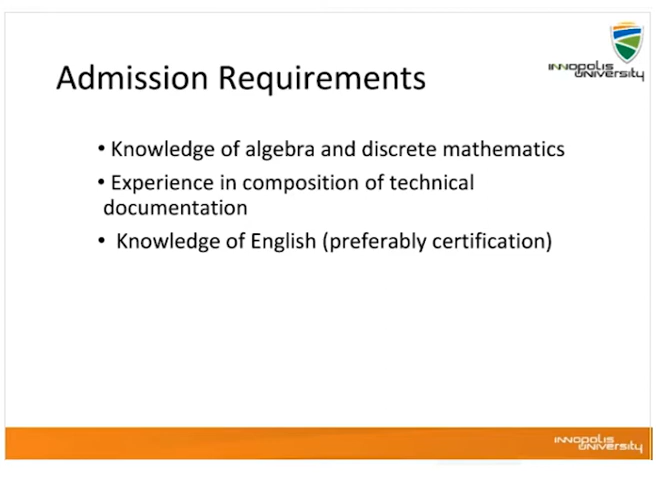 INNOPOLIS
UNIVERSITY
Admission Requirements
• Knowledge of algebra and discrete mathematics
• Experience in composition of technical
documentation
• Knowledge of English (preferably certification)
INNOPOLIS
UNIVERSITY